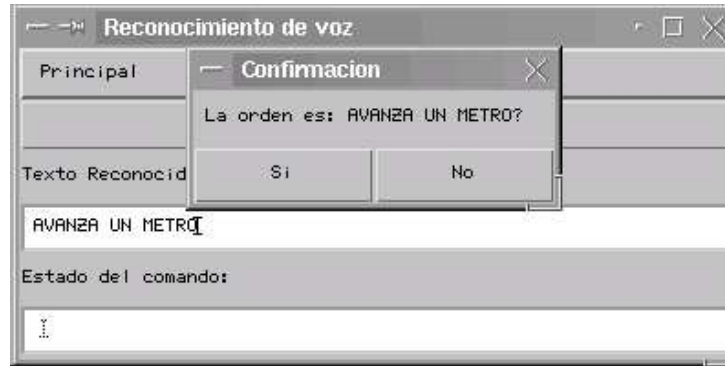 Reconocimiento de voz
Principal
Confirmacion
La orden es: AVANZA UN METRO?
Si
No
Texto Reconocid
AVANZA UN METRO
Estado del comando: